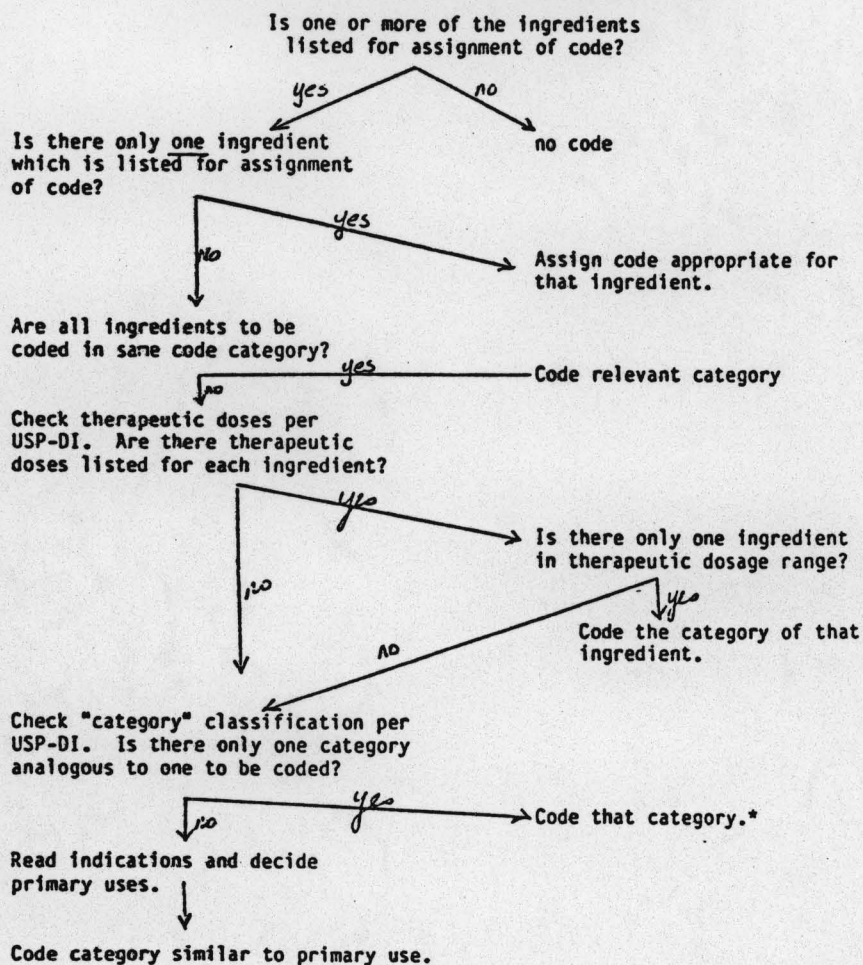 Is one or more of the ingredients
listed for assignment of code?
yes
no
Is there only one ingredient
which is listed for assignment
of code?
no code
yes
no
Assign code appropriate for
that ingredient.
Are all ingredients to be
coded in same code category?
yes
Code relevant category
no
Check therapeutic doses per
USP-DI. Are there therapeutic
doses listed for each ingredient?
yes
Is there only one ingredient
in therapeutic dosage range?
no
yes
Code the category of that
ingredient.
no
Check "category" classification per
USP-DI. Is there only one category
analogous to one to be coded?
yes
Code that category.*
no
Read indications and decide
primary uses.
Code category similar to primary use.